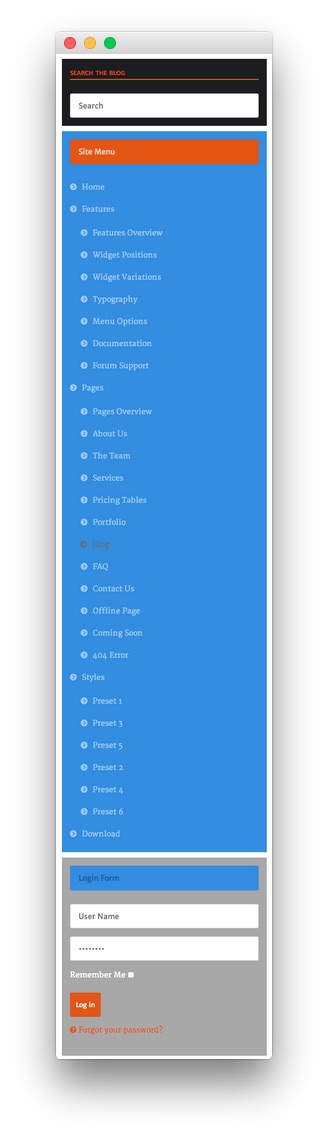 SEARCH THE BLOG
Search
Site Menu
Home
Features
Features Overview
Widget Positions
Widget Variations
Typography
Menu Options
Documentation
Forum Support
Pages
Pages Overview
About Us
The Team
Services
Pricing Tables
Portfolio
Blog
FAQ
Contact Us
Offline Page
Coming Soon
404 Error
Styles
Preset 1
Preset 3
Preset 5
Preset 2
Preset 4
Preset 6
Download
Login Form
User Name
••••••••
Remember Me
Log in
Forgot your password?